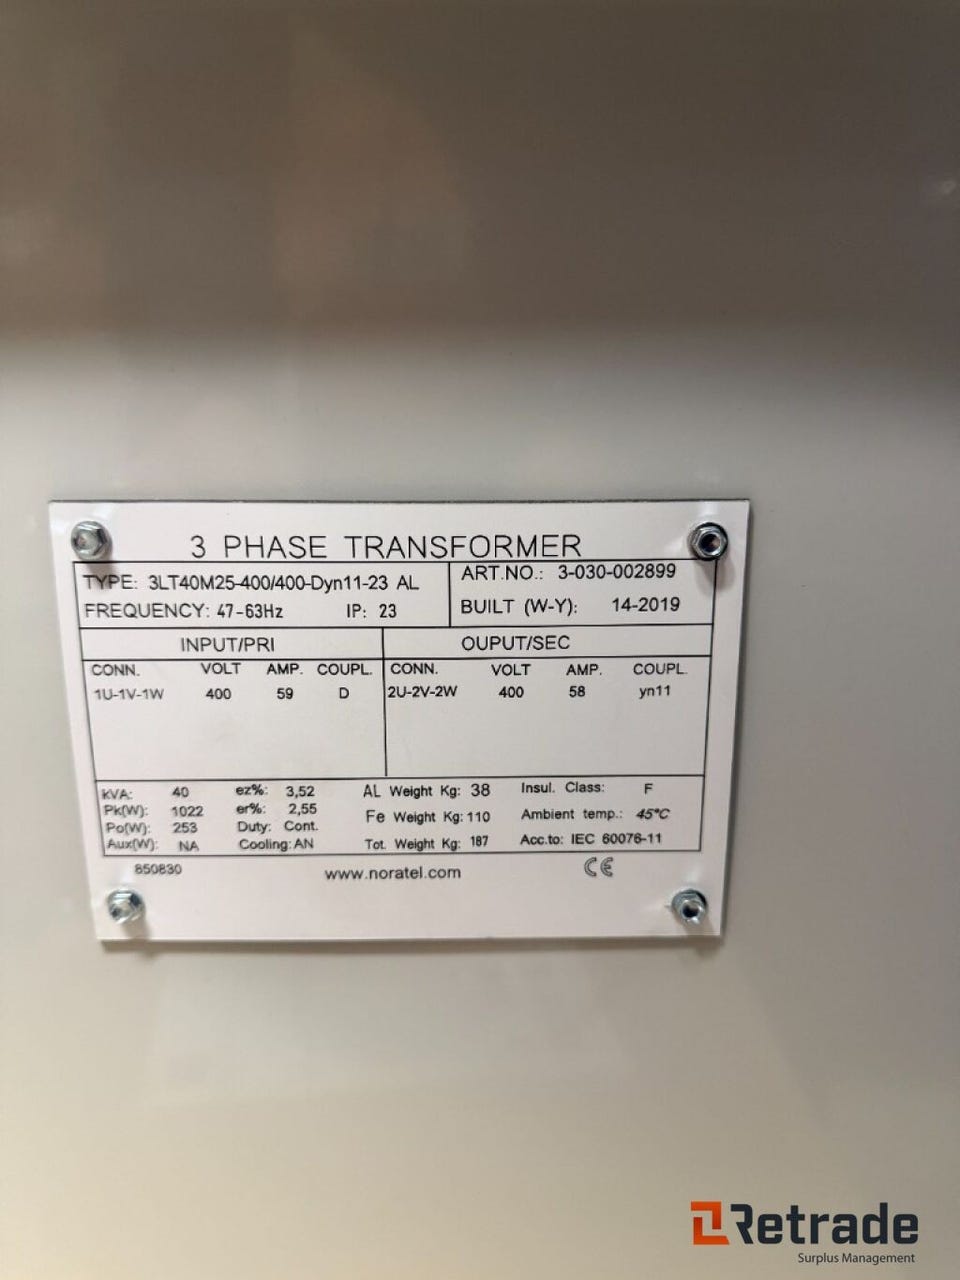 3 PHASE TRANSFORMER
TYPE: 3LT40M25-400/400-Dyn11-23 AL
ART.NO.: 3-030-002899
FREQUENCY: 47-63Hz IP: 23
BUILT (W-Y): 14-2019
INPUT/PRI OUPUT/SEC
CONN. VOLT AMP. COUPL. CONN. VOLT AMP. COUPL.
1U-1V-1W 400 59 D 2U-2V-2W 400 58 yn11
kVA: 40 ez%: 3,52 AL Weight Kg: 38 Insul. Class: F
Pk(W): 1022 er%: 2,55 Fe Weight Kg: 110 Ambient temp.: 45°C
Po(W): 253 Duty: Cont. Tot. Weight Kg: 187 Acc.to: IEC 60076-11
Aux(W): NA Cooling: AN
850830 www.noratel.com CE
Retrade
Surplus Management